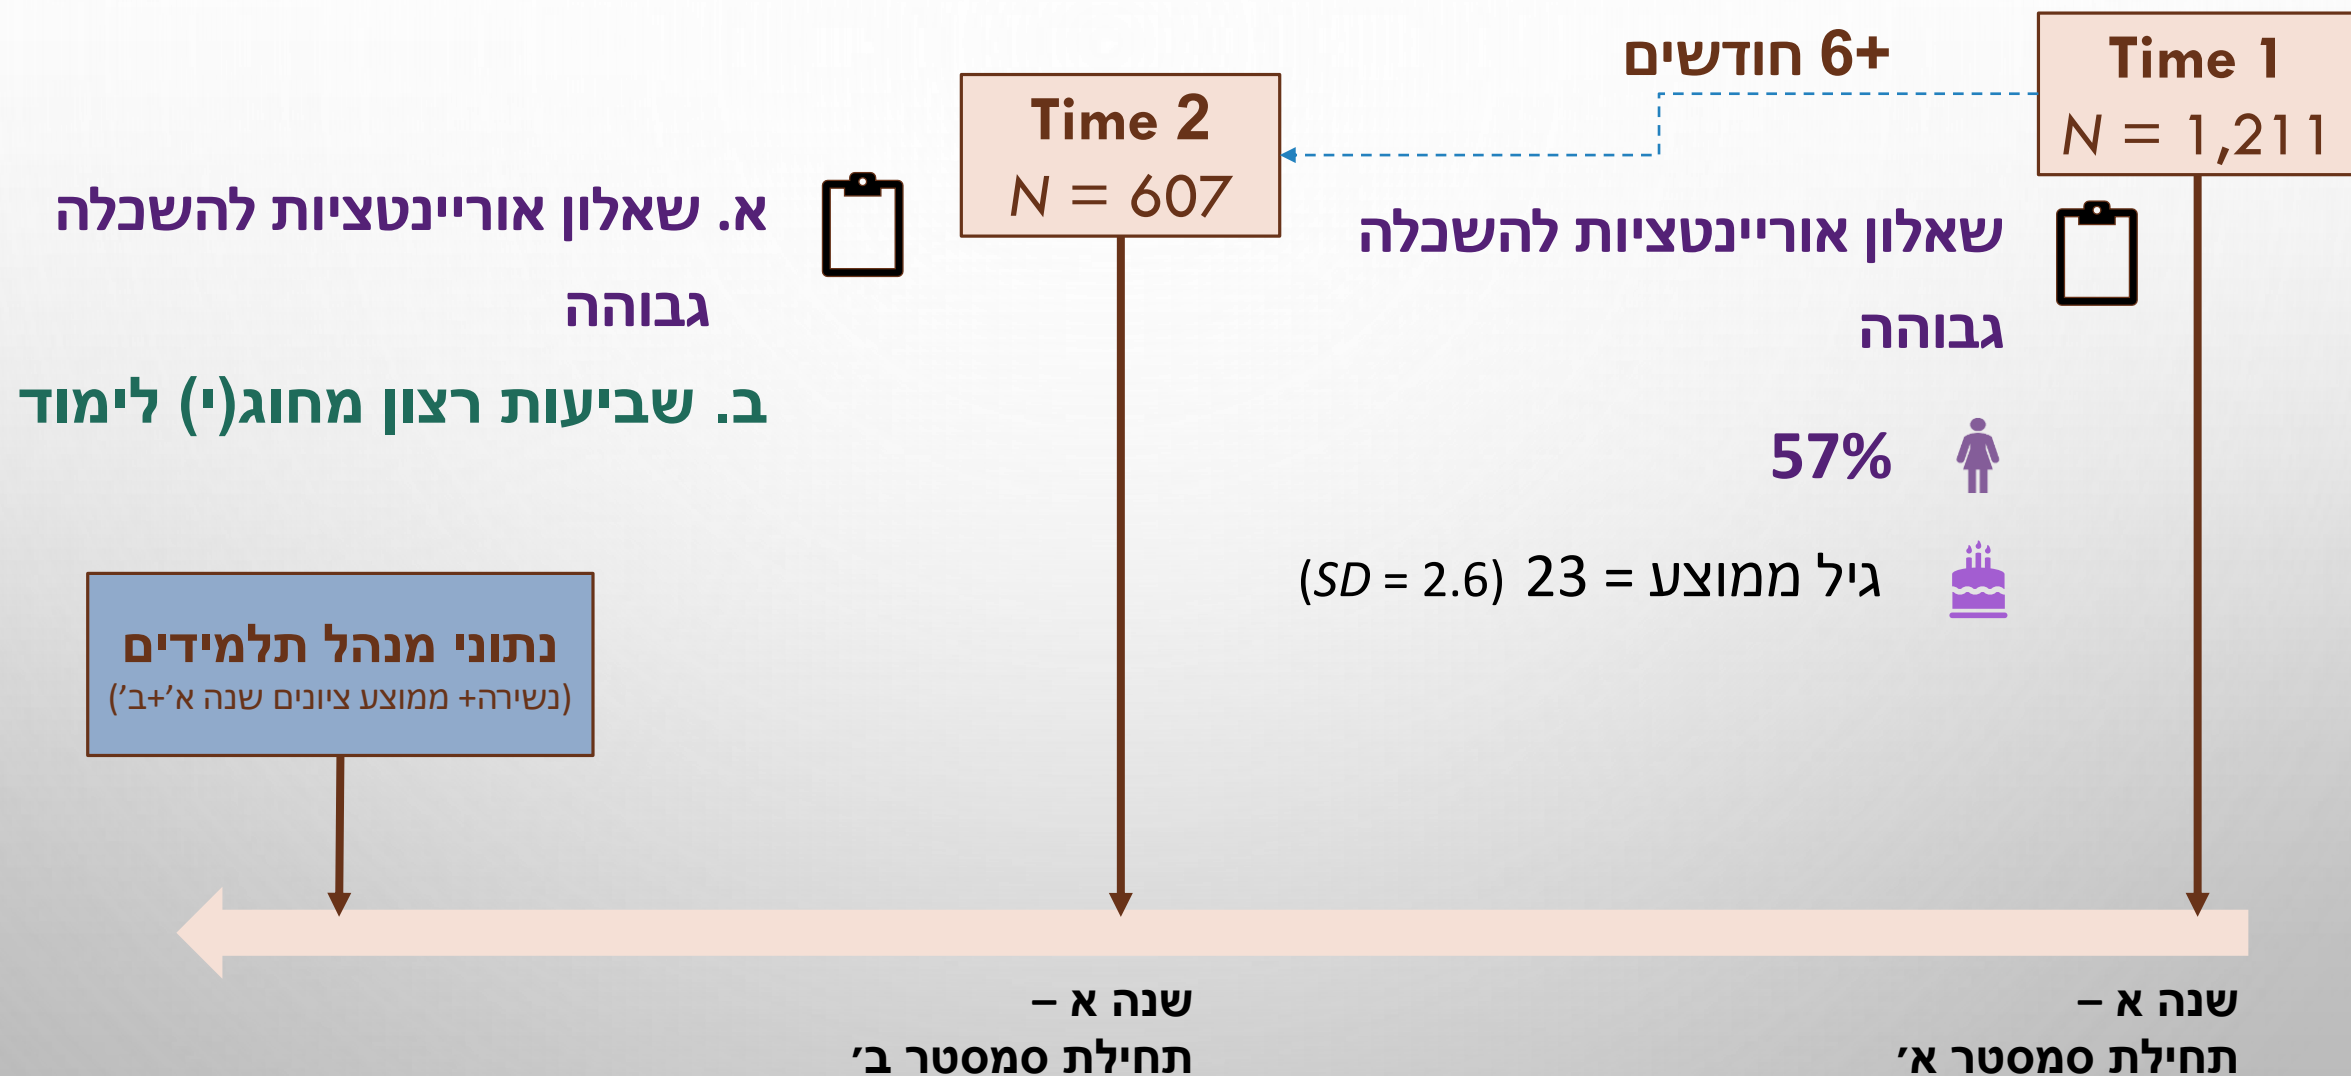 Time 1
N = 1,211
+6 חודשים
שאלון אוריינטציות להשכלה
גבוהה
57%
גיל ממוצע = 23 (SD = 2.6)
Time 2
N = 607
א. שאלון אוריינטציות להשכלה
גבוהה
ב. שביעות רצון מחוג(י) לימוד
נתוני מנהל תלמידים
(נשירה+ ממוצע ציונים שנה א'+ב')
שנה א –
תחילת סמסטר א׳
שנה א –
תחילת סמסטר ב׳